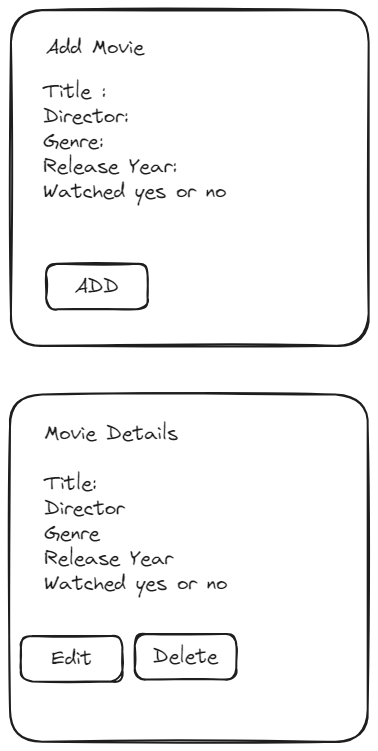 Add Movie
Title :
Director:
Genre:
Release Year:
Watched yes or no
ADD
Movie Details
Title:
Director
Genre
Release Year
Watched yes or no
Edit
Delete